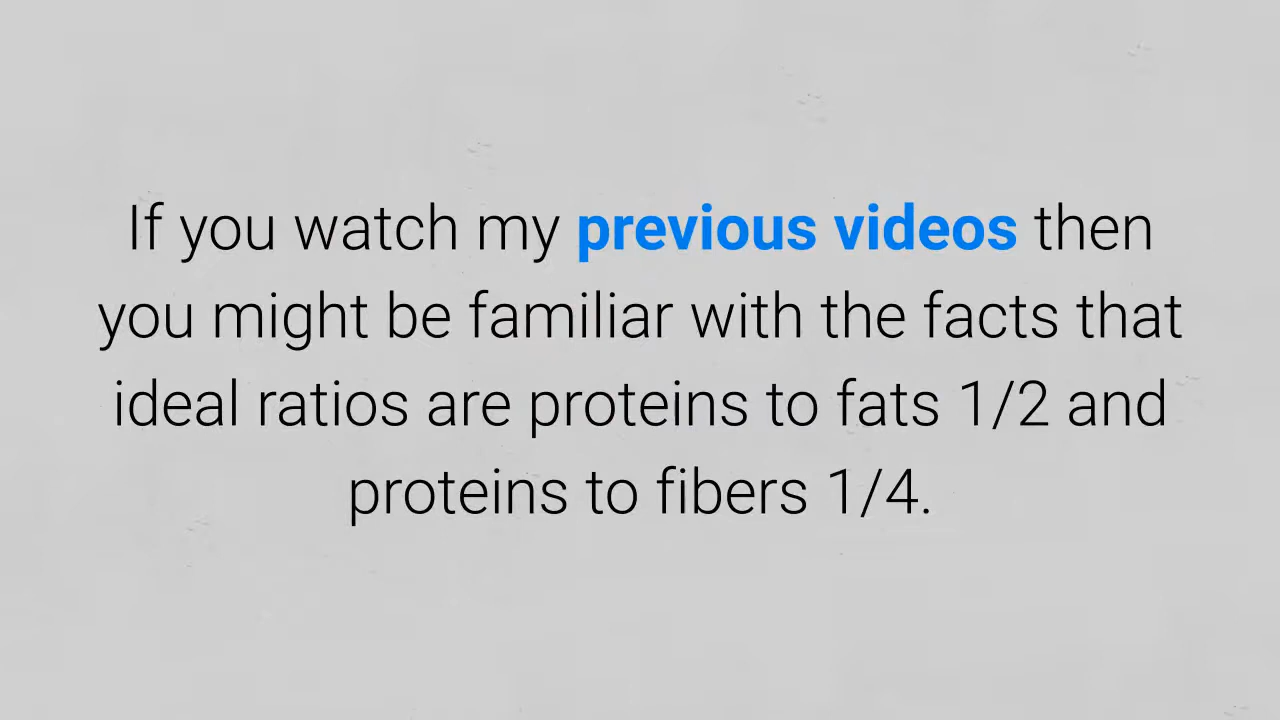 If you watch my previous videos then
you might be familiar with the facts that
ideal ratios are proteins to fats 1/2 and
proteins to fibers 1/4.